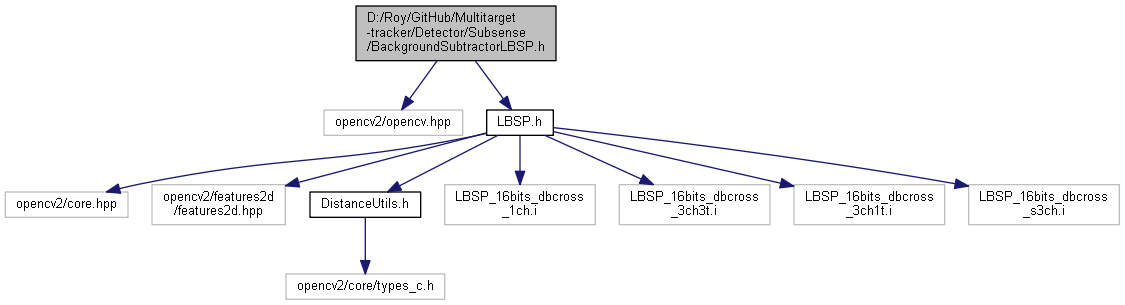 D:/Roy/GitHub/Multitarget
-tracker/Detector/Subsense
/BackgroundSubtractorLBSP.h
opencv2/opencv.hpp
LBSP.h
opencv2/core.hpp
opencv2/features2d
/features2d.hpp
DistanceUtils.h
LBSP_16bits_dbcross
_1ch.i
LBSP_16bits_dbcross
_3ch3t.i
LBSP_16bits_dbcross
_3ch1t.i
LBSP_16bits_dbcross
_s3ch.i
opencv2/core/types_c.h